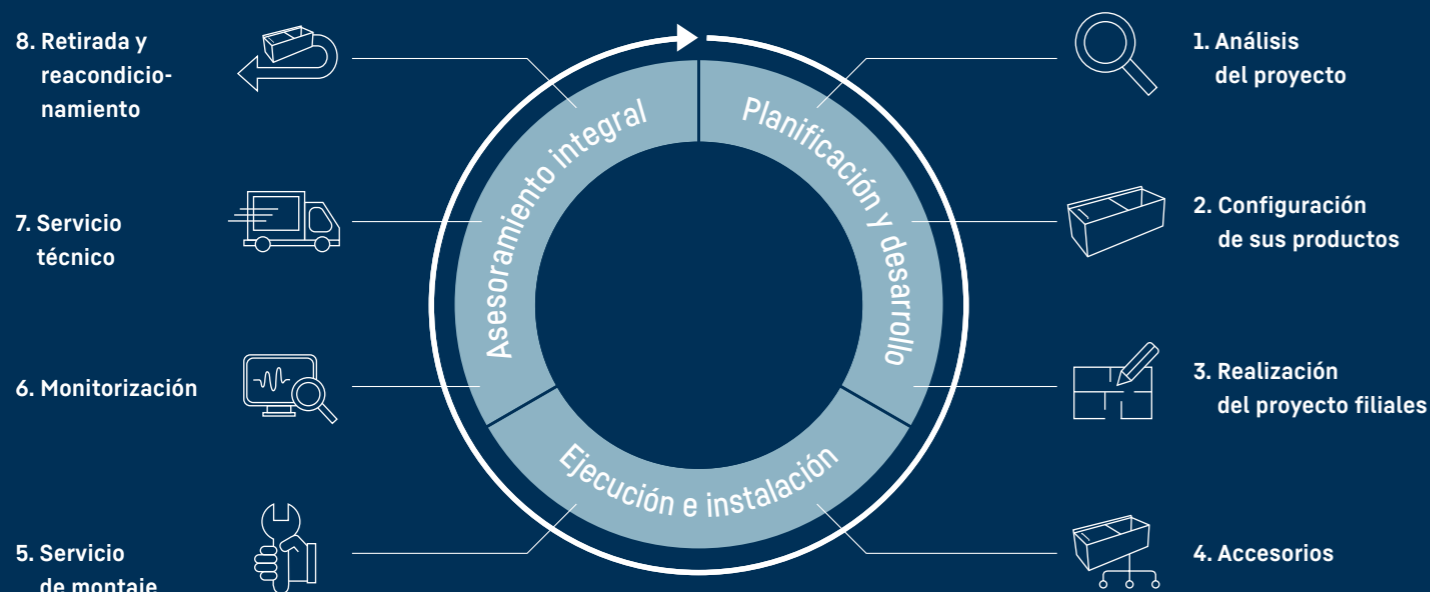 1. Análisis
del proyecto
2. Configuración
de sus productos
3. Realización
del proyecto filiales
4. Accesorios
5. Servicio
de montaje
6. Monitorización
7. Servicio
técnico
8. Retirada y
reacondicio-
namiento
Planificación y desarrollo
Ejecución e instalación
Asesoramiento integral